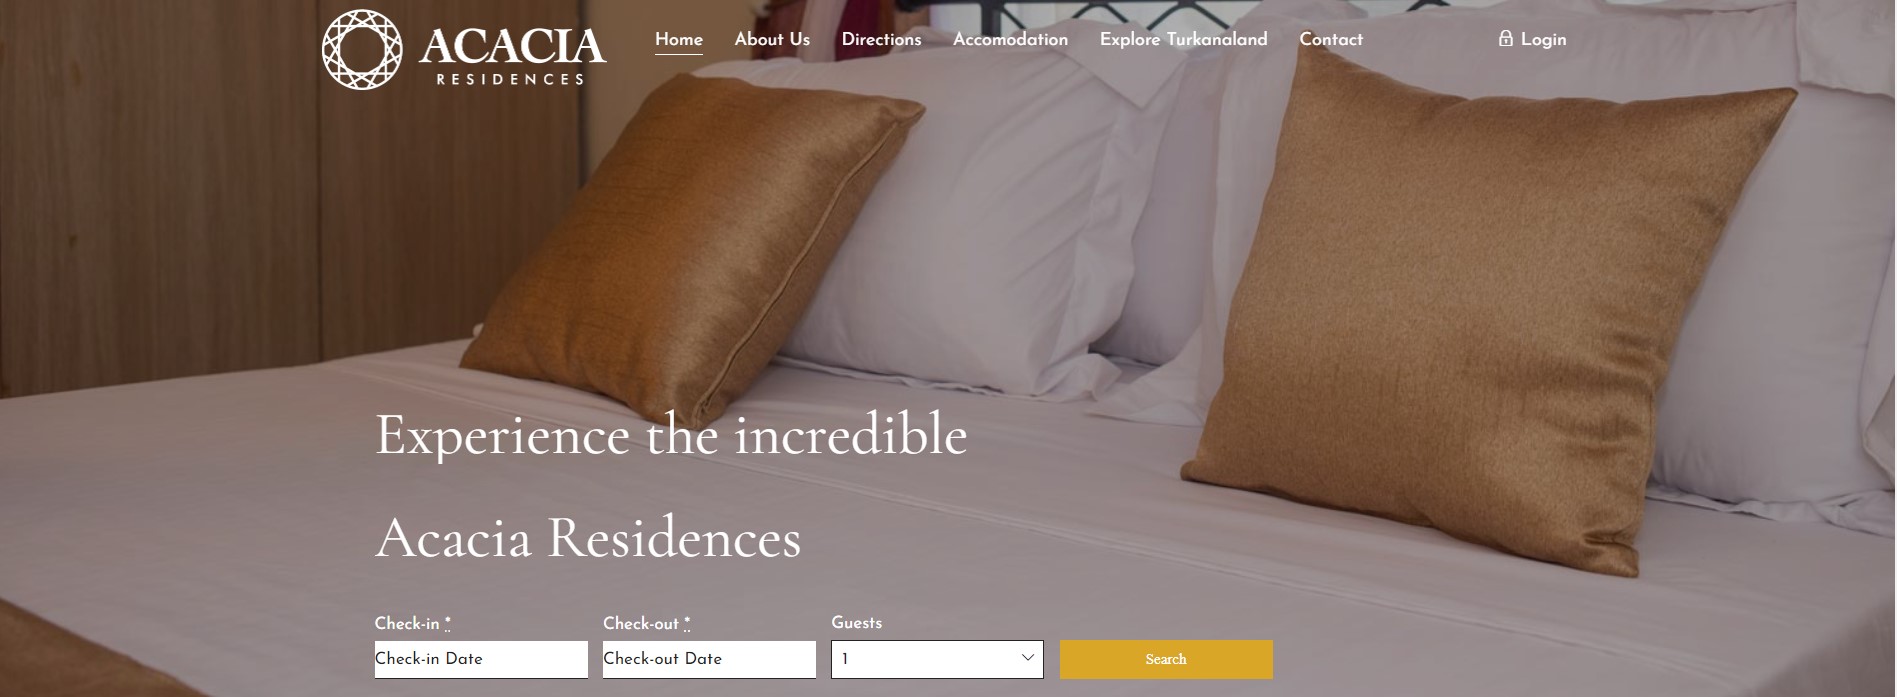 ACACIA
RESIDENCES
Home About Us Directions Accomodation Explore Turkanaland Contact Login
Experience the incredible
Acacia Residences
Check-in * Check-out * Guests
Check-in Date Check-out Date 1 Search